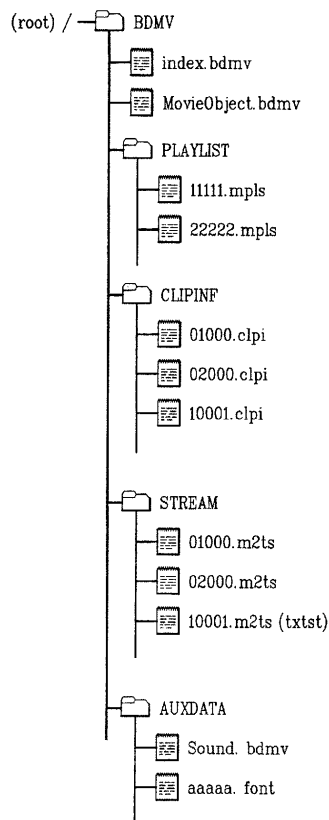 (root) / BDMV
index.bdmv
MovieObject.bdmv
PLAYLIST
11111.mpls
22222.mpls
CLIPINF
01000.clpi
02000.clpi
10001.clpi
STREAM
01000.m2ts
02000.m2ts
10001.m2ts (txtst)
AUXDATA
Sound. bdmv
aaaaa. font